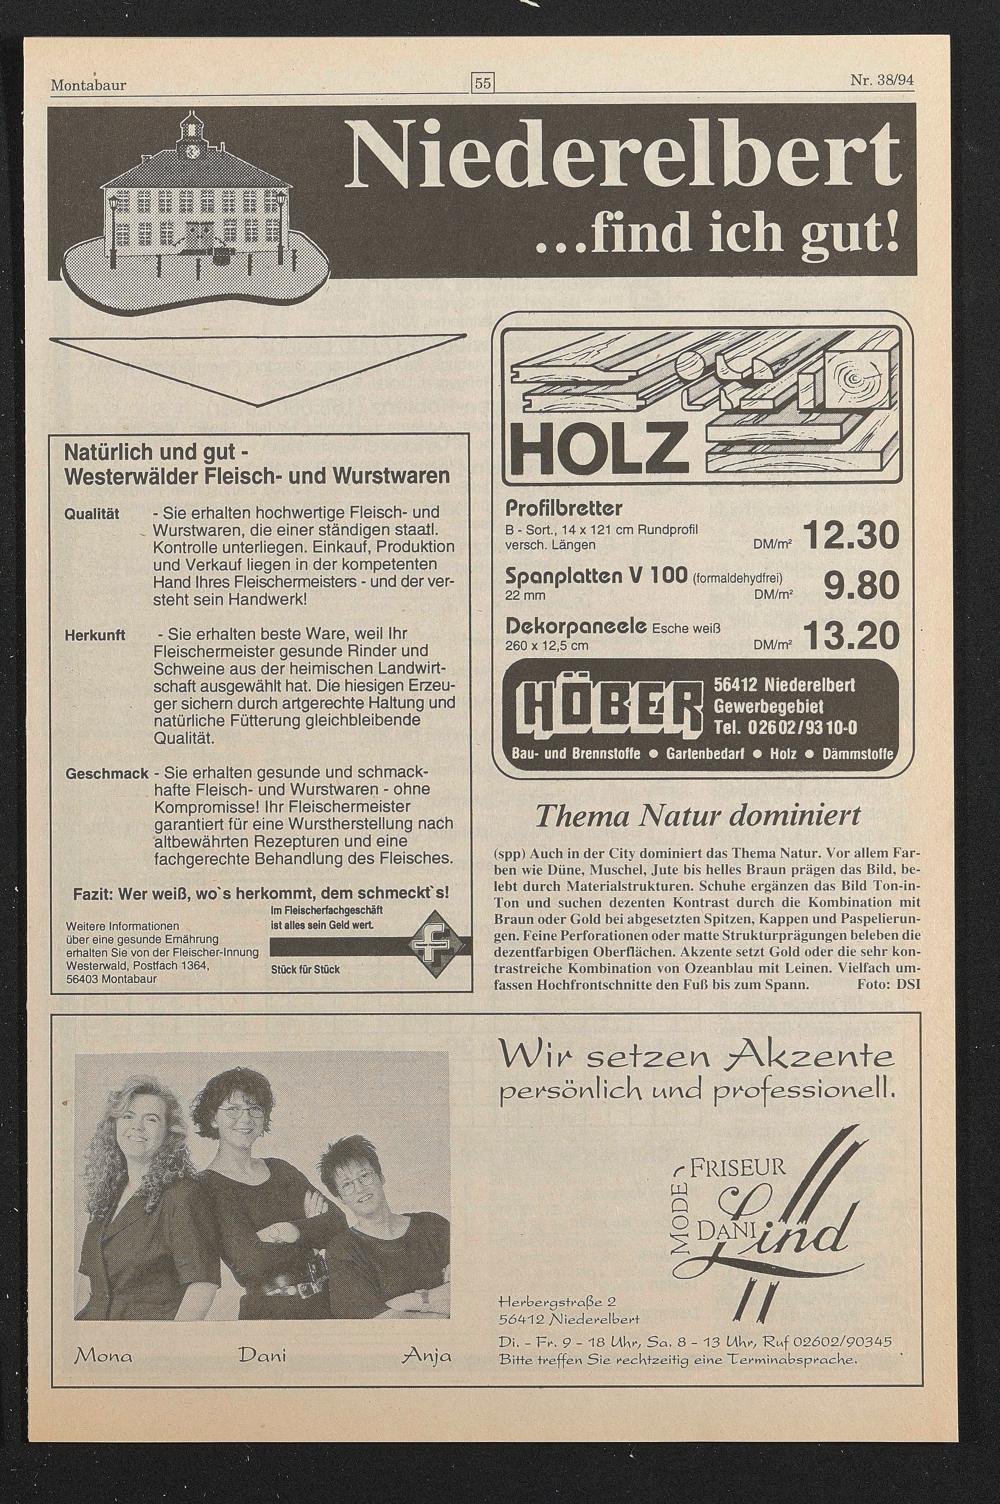 Montabaur
55
Nr. 38/94
Niederelbert
...find ich gut!
Natürlich und gut -
Westerwälder Fleisch- und Wurstwaren
Qualität - Sie erhalten hochwertige Fleisch- und
Wurstwaren, die einer ständigen staatl.
Kontrolle unterliegen. Einkauf, Produktion
und Verkauf liegen in der kompetenten
Hand Ihres Fleischermeisters - und der ver-
steht sein Handwerk!
Herkunft - Sie erhalten beste Ware, weil Ihr
Fleischermeister gesunde Rinder und
Schweine aus der heimischen Landwirt-
schaft ausgewählt hat. Die hiesigen Erzeu-
ger sichern durch artgerechte Haltung und
natürliche Fütterung gleichbleibende
Qualität.
Geschmack - Sie erhalten gesunde und schmack-
hafte Fleisch- und Wurstwaren - ohne
Kompromisse! Ihr Fleischermeister
garantiert für eine Wurstherstellung nach
altbewährten Rezepturen und eine
fachgerechte Behandlung des Fleisches.
Fazit: Wer weiß, wo`s herkommt, dem schmeckt`s!
Weitere Informationen
über eine gesunde Ernährung
erhalten Sie von der Fleischer-Innung
Westerwald, Postfach 1364,
56403 Montabaur
Im Fleischerfachgeschäft
ist alles sein Geld wert.
f
Stück für Stück
HOLZ
Profilbretter
B - Sort., 14 x 121 cm Rundprofil
versch. Längen DM/m² 12.30
Spanplatten V 100 (formaldehydfrei)
22 mm DM/m² 9.80
Dekorpaneele Esche weiß
260 x 12,5 cm DM/m² 13.20
HÖBER
56412 Niederelbert
Gewerbegebiet
Tel. 02602/9310-0
Bau- und Brennstoffe ● Gartenbedarf ● Holz ● Dämmstoffe
Thema Natur dominiert
(spp) Auch in der City dominiert das Thema Natur. Vor allem Far-
ben wie Düne, Muschel, Jute bis helles Braun prägen das Bild, be-
lebt durch Materialstrukturen. Schuhe ergänzen das Bild Ton-in-
Ton und suchen dezenten Kontrast durch die Kombination mit
Braun oder Gold bei abgesetzten Spitzen, Kappen und Paspelierun-
gen. Feine Perforationen oder matte Strukturprägungen beleben die
dezentfarbigen Oberflächen. Akzente setzt Gold oder die sehr kon-
trastreiche Kombination von Ozeanblau mit Leinen. Vielfach um-
fassen Hochfrontschnitte den Fuß bis zum Spann. Foto: DSI
Mona Dani Anja
Wir setzen Akzente
persönlich und professionell.
MODE FRISEUR
DANI Lind
Herbergstraße 2
56412 Niederelbert
Di. - Fr. 9 - 18 Uhr, Sa. 8 - 13 Uhr, Ruf 02602/90345
Bitte treffen Sie rechtzeitig eine Terminabsprache.